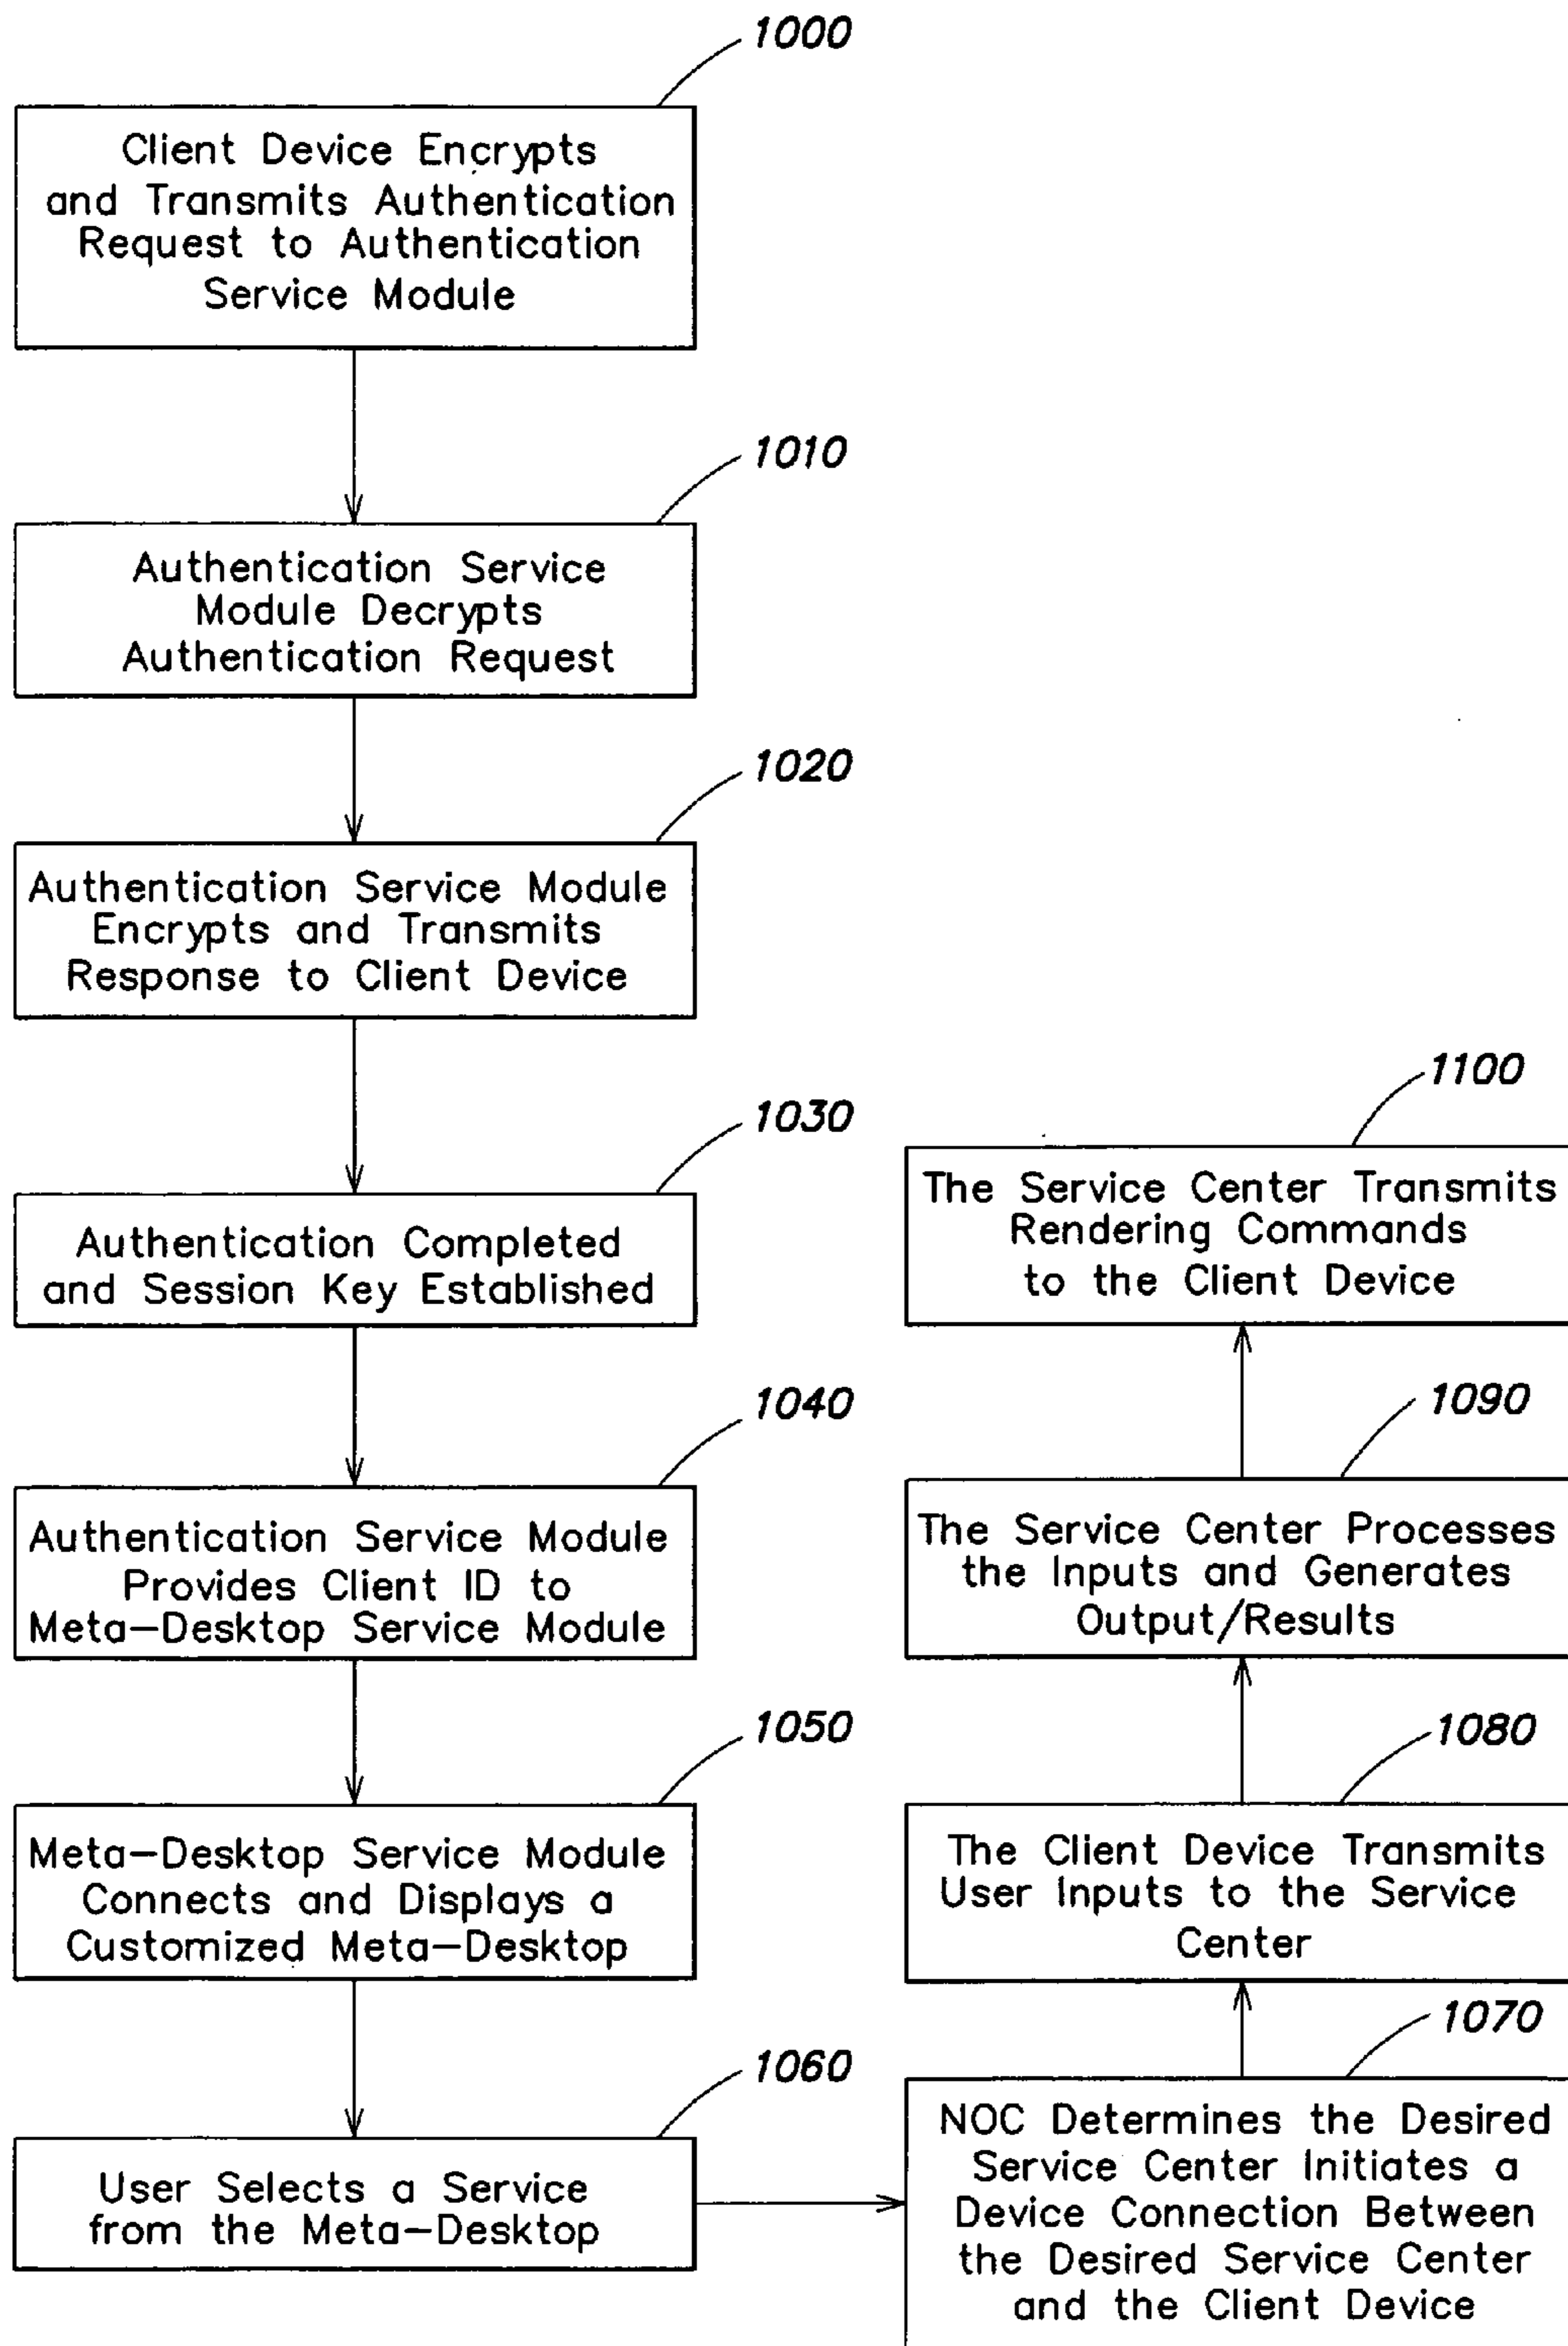 1000
Client Device Encrypts
and Transmits Authentication
Request to Authentication
Service Module
1010
Authentication Service
Module Decrypts
Authentication Request
1020
Authentication Service Module
Encrypts and Transmits
Response to Client Device
1030
Authentication Completed
and Session Key Established
1040
Authentication Service Module
Provides Client ID to
Meta-Desktop Service Module
1050
Meta-Desktop Service Module
Connects and Displays a
Customized Meta-Desktop
1060
User Selects a Service
from the Meta-Desktop
1070
NOC Determines the Desired
Service Center Initiates a
Device Connection Between
the Desired Service Center
and the Client Device
1080
The Client Device Transmits
User Inputs to the Service
Center
1090
The Service Center Processes
the Inputs and Generates
Output/Results
1100
The Service Center Transmits
Rendering Commands
to the Client Device